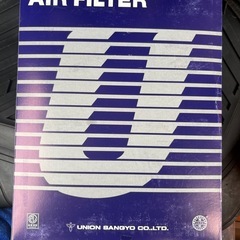 AIR FILTER
U
UNION SANGYO CO.,LTD.